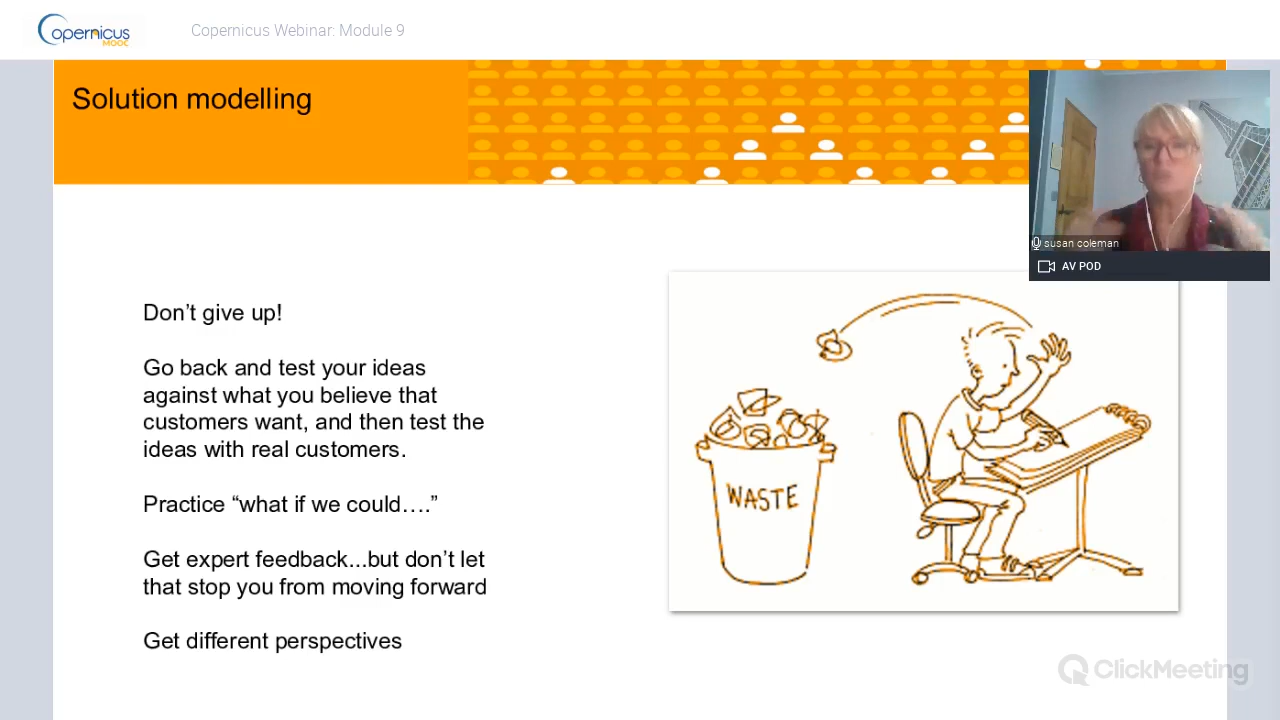 Copernicus
MOOC
Copernicus Webinar: Module 9
Solution modelling
susan coleman
AV POD
Don’t give up!
Go back and test your ideas
against what you believe that
customers want, and then test the
ideas with real customers.
Practice “what if we could….”
Get expert feedback...but don’t let
that stop you from moving forward
Get different perspectives
WASTE
ClickMeeting